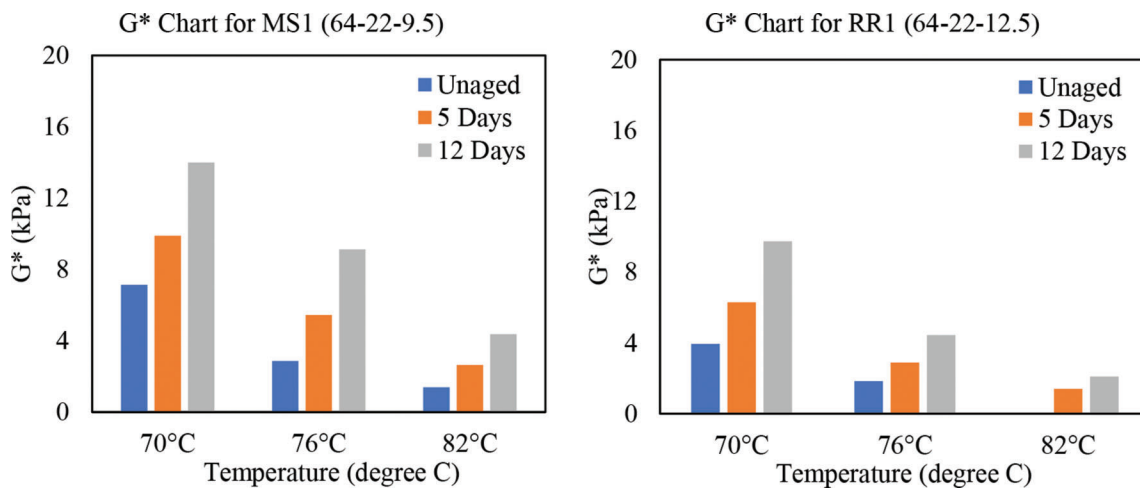 G* Chart for MS1 (64-22-9.5)
20
16
12
8
4
0
G* (kPa)
Unaged
5 Days
12 Days
70°C 76°C 82°C
Temperature (degree C)
G* Chart for RR1 (64-22-12.5)
20
16
12
8
4
0
G* (kPa)
Unaged
5 Days
12 Days
70°C 76°C 82°C
Temperature (degree C)